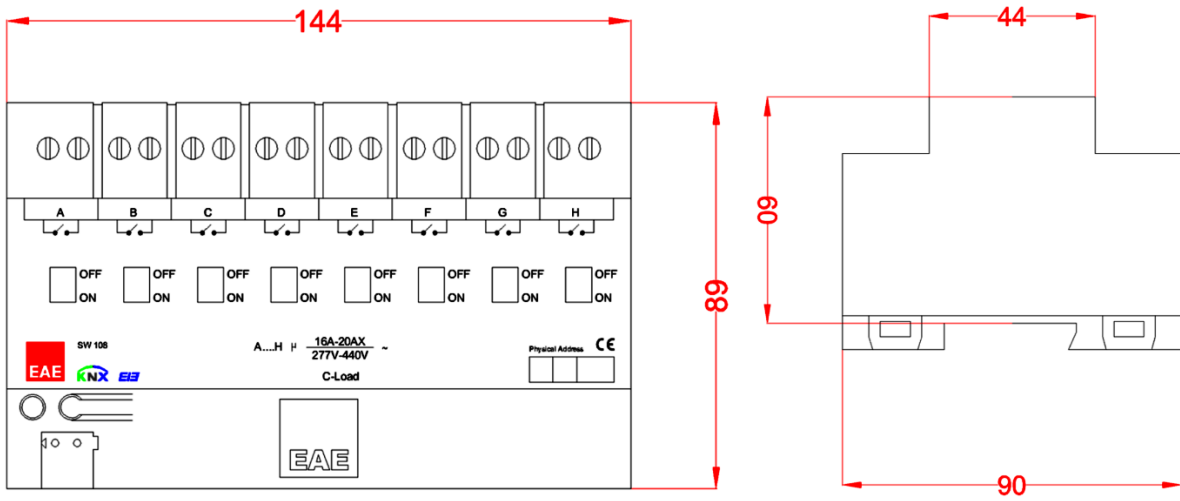 144
44
A B C D E F G H
OFF OFF OFF OFF OFF OFF OFF OFF
ON ON ON ON ON ON ON ON
89
60
SW 108
EAE
KNX
EIB
A....H µ 16A-20AX ~
277V-440V
C-Load
Physical Address CE
EAE
90